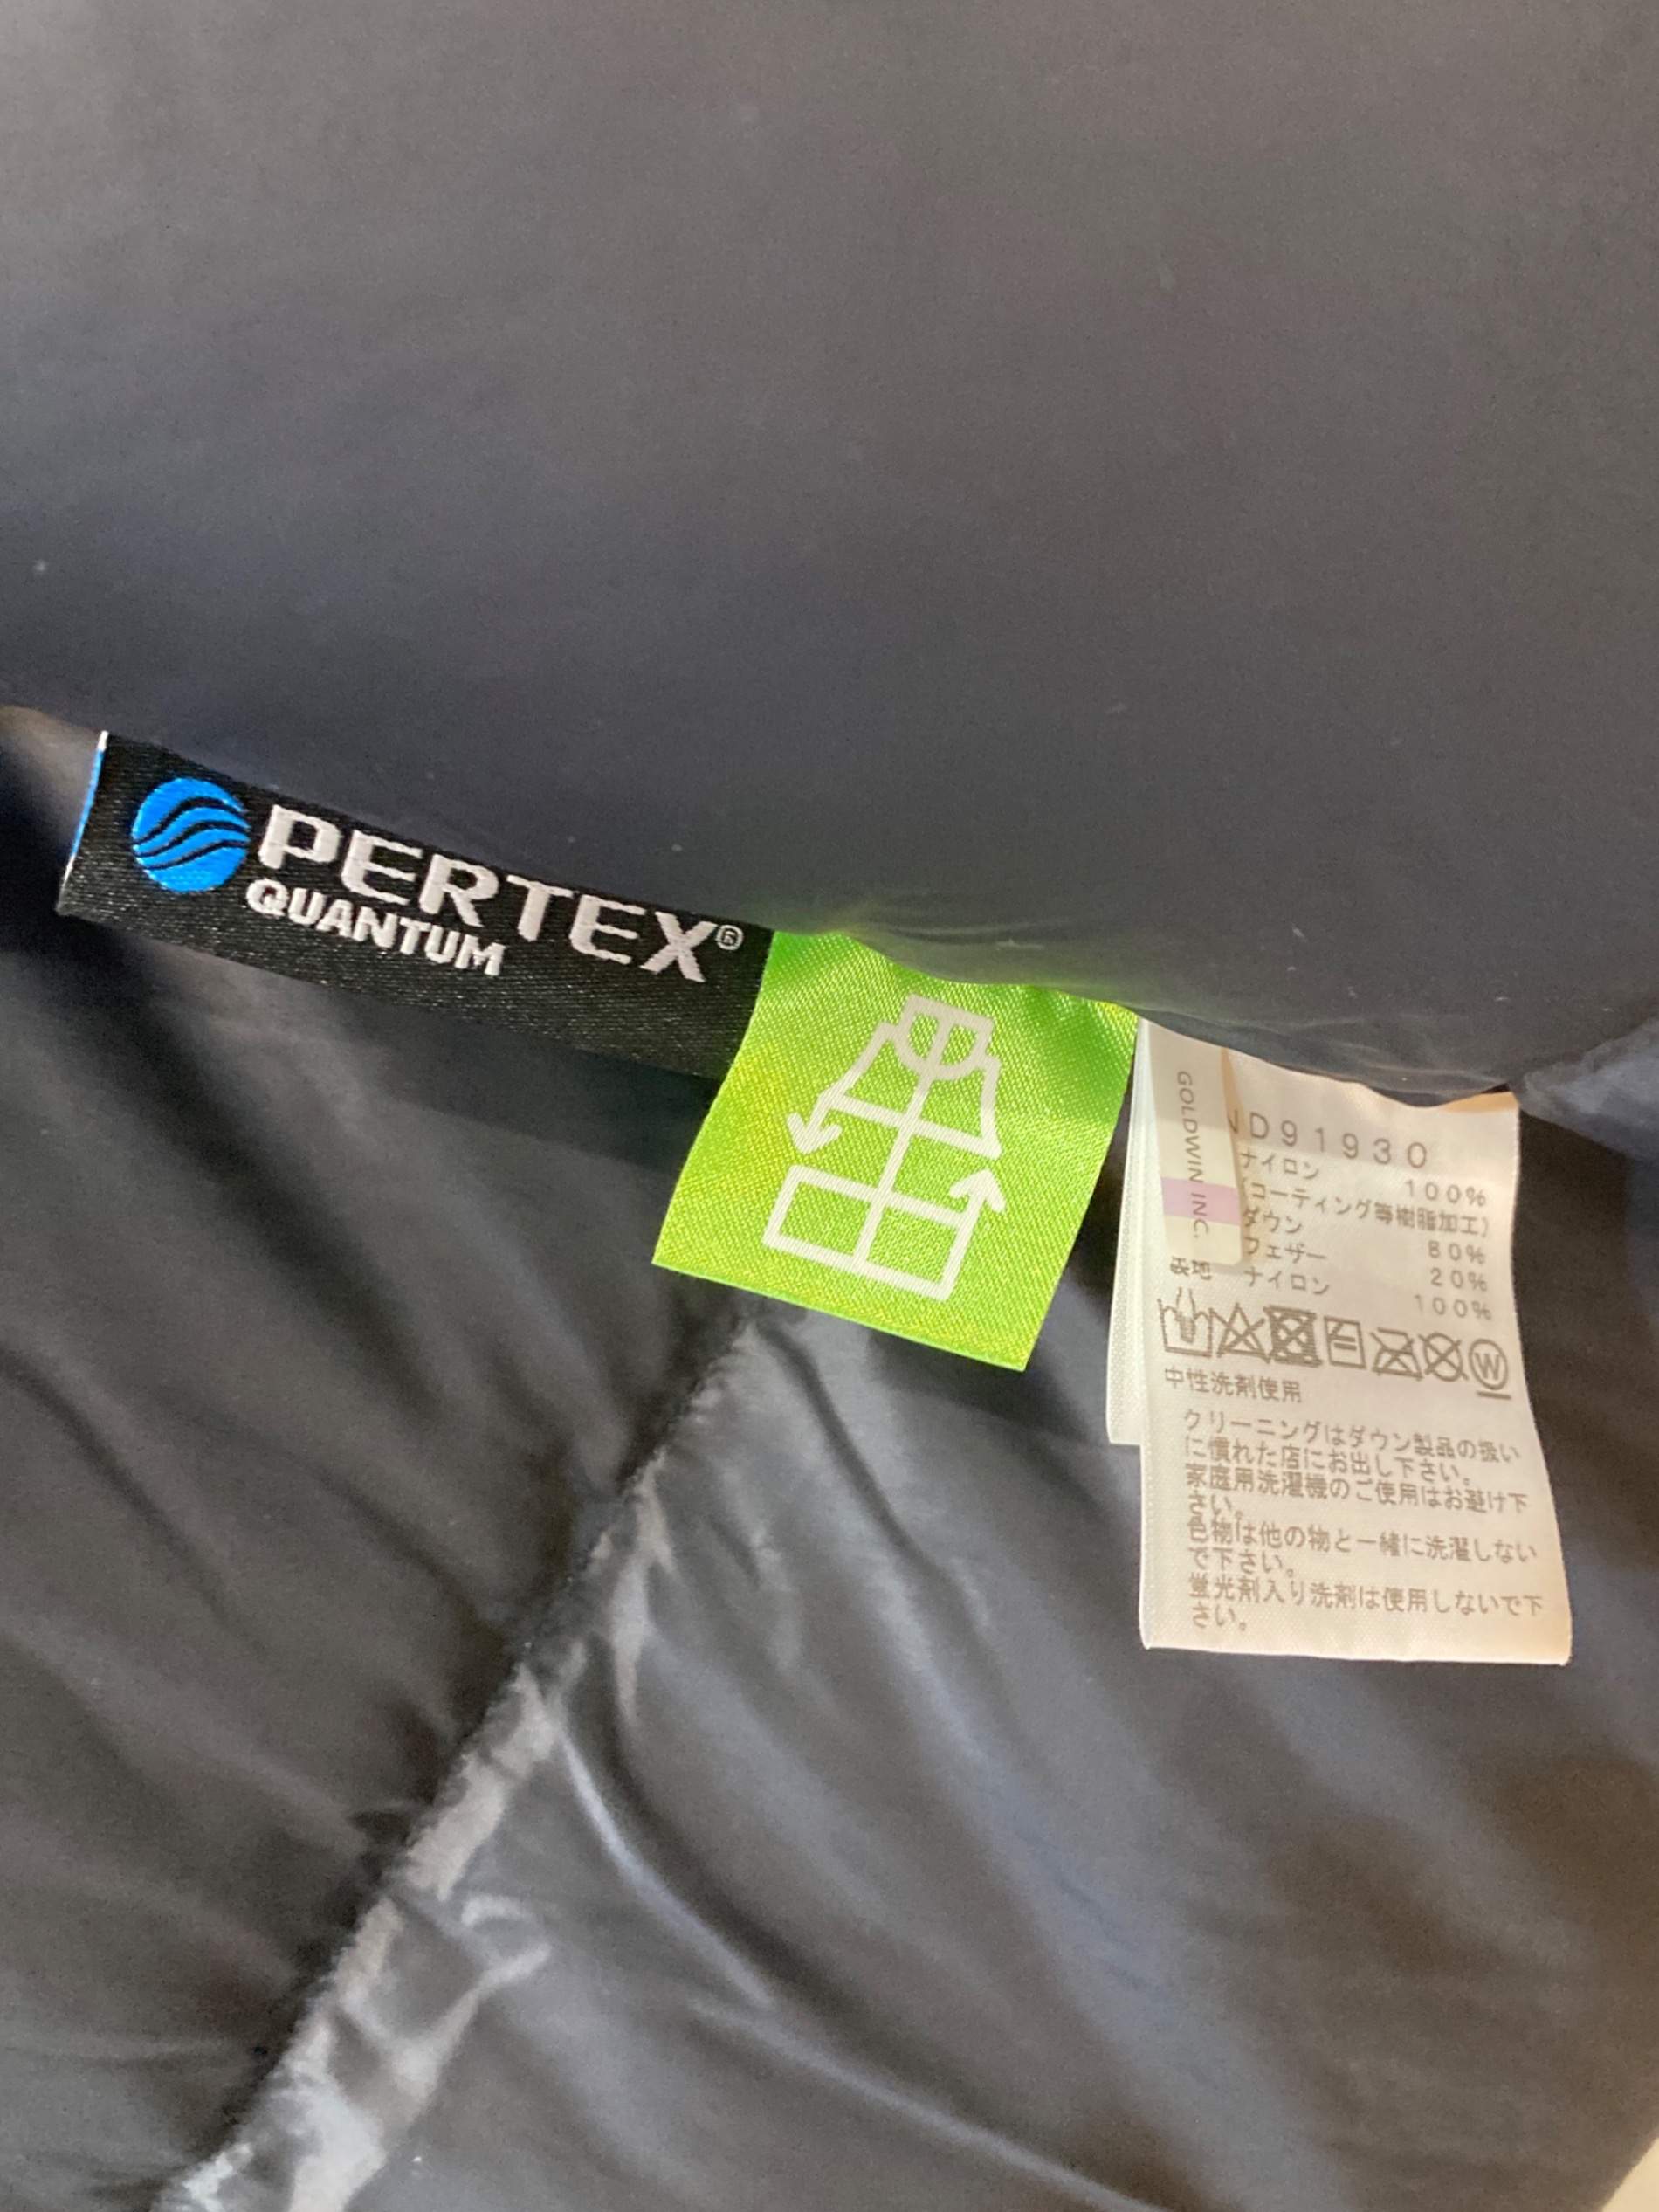 PERTEX®
QUANTUM
GOLDWIN INC.
ND91930
ナイロン 100%
(コーティング等樹脂加工)
ダウン 80%
フェザー 20%
ナイロン 100%
W
中性洗剤使用
クリーニングはダウン製品の扱い
に慣れた店にお出し下さい。
家庭用洗濯機のご使用はお避け下
さい。
色物は他の物と一緒に洗濯しない
で下さい。
蛍光剤入り洗剤は使用しないで下
さい。